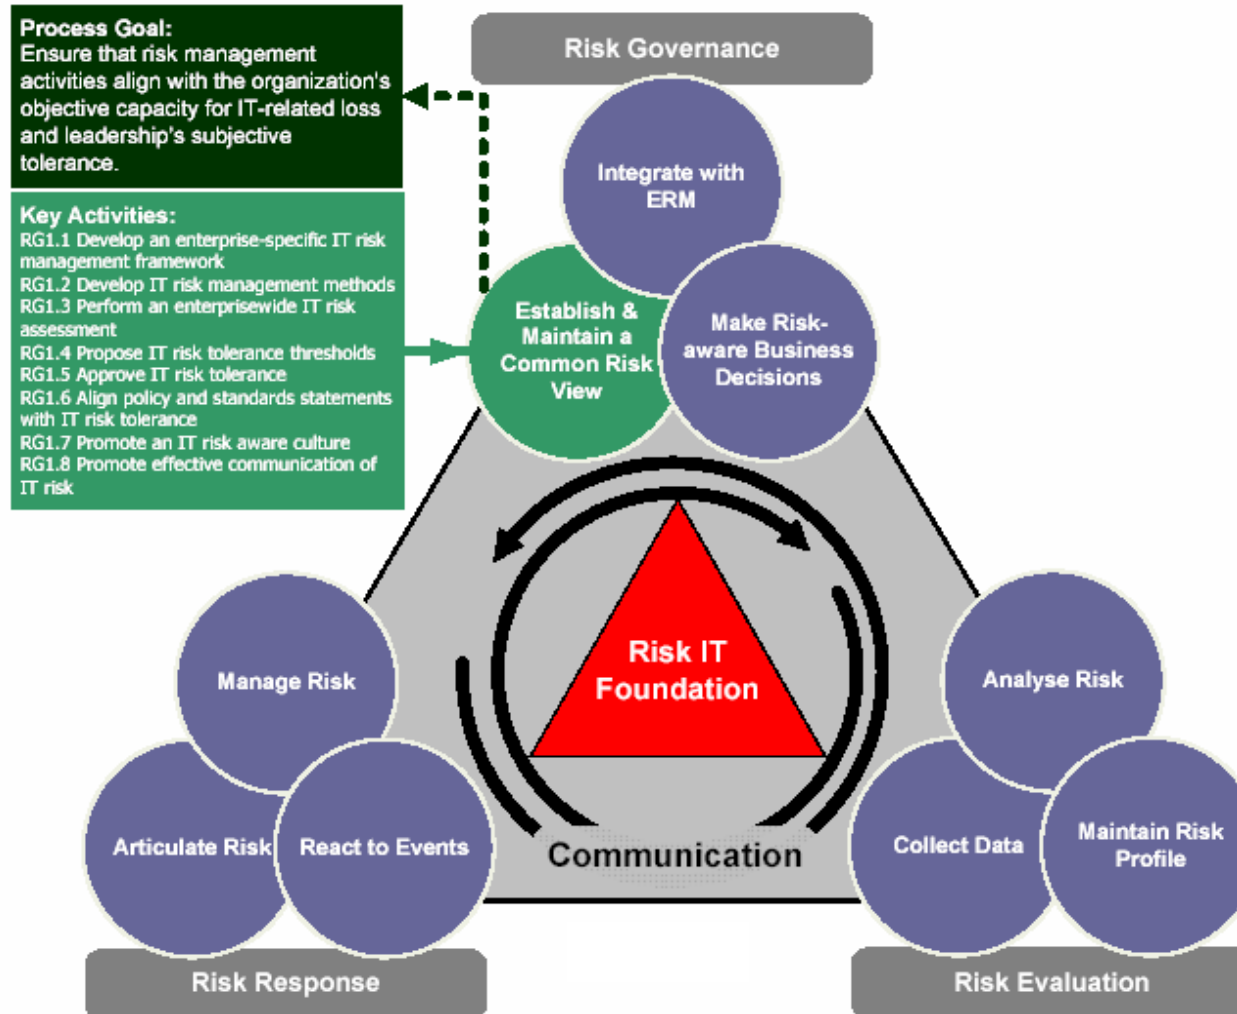 Process Goal:
Ensure that risk management
activities align with the organization's
objective capacity for IT-related loss
and leadership's subjective
tolerance.
Key Activities:
RG1.1 Develop an enterprise-specific IT risk
management framework
RG1.2 Develop IT risk management methods
RG1.3 Perform an enterprisewide IT risk
assessment
RG1.4 Propose IT risk tolerance thresholds
RG1.5 Approve IT risk tolerance
RG1.6 Align policy and standards statements
with IT risk tolerance
RG1.7 Promote an IT risk aware culture
RG1.8 Promote effective communication of
IT risk
Risk Governance
Integrate with
ERM
Establish &
Maintain a
Common Risk
View
Make Risk-
aware Business
Decisions
Risk IT
Foundation
Communication
Manage Risk
Articulate Risk
React to Events
Risk Response
Analyse Risk
Collect Data
Maintain Risk
Profile
Risk Evaluation